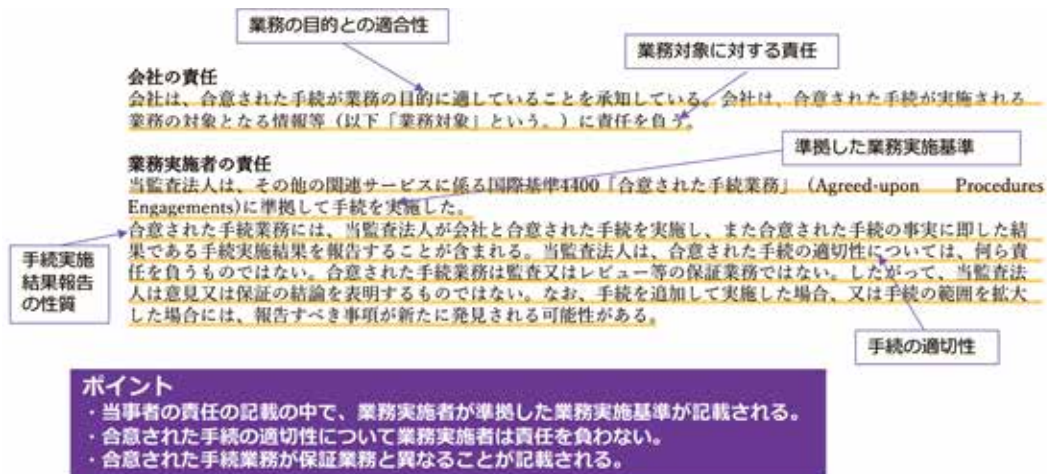 業務の目的との適合性
業務対象に対する責任
会社の責任
会社は、合意された手続が業務の目的に適していることを承知している。会社は、合意された手続が実施される
業務の対象となる情報等（以下「業務対象」という。）に責任を負う。
準拠した業務実施基準
業務実施者の責任
当監査法人は、その他の関連サービスに係る国際基準4400「合意された手続業務」 (Agreed-upon Procedures
Engagements)に準拠して手続を実施した。
合意された手続業務には、当監査法人が会社と合意された手続を実施し、また合意された手続の事実に即した結
果である手続実施結果を報告することが含まれる。当監査法人は、合意された手続の適切性については、何ら責
任を負うものではない。合意された手続業務は監査又はレビュー等の保証業務ではない。したがって、当監査法
人は意見又は保証の結論を表明するものではない。なお、手続を追加して実施した場合、又は手続の範囲を拡大
した場合には、報告すべき事項が新たに発見される可能性がある。
手続実施
結果報告
の性質
手続の適切性
ポイント
・当事者の責任の記載の中で、業務実施者が準拠した業務実施基準が記載される。
・合意された手続の適切性について業務実施者は責任を負わない。
・合意された手続業務が保証業務と異なることが記載される。